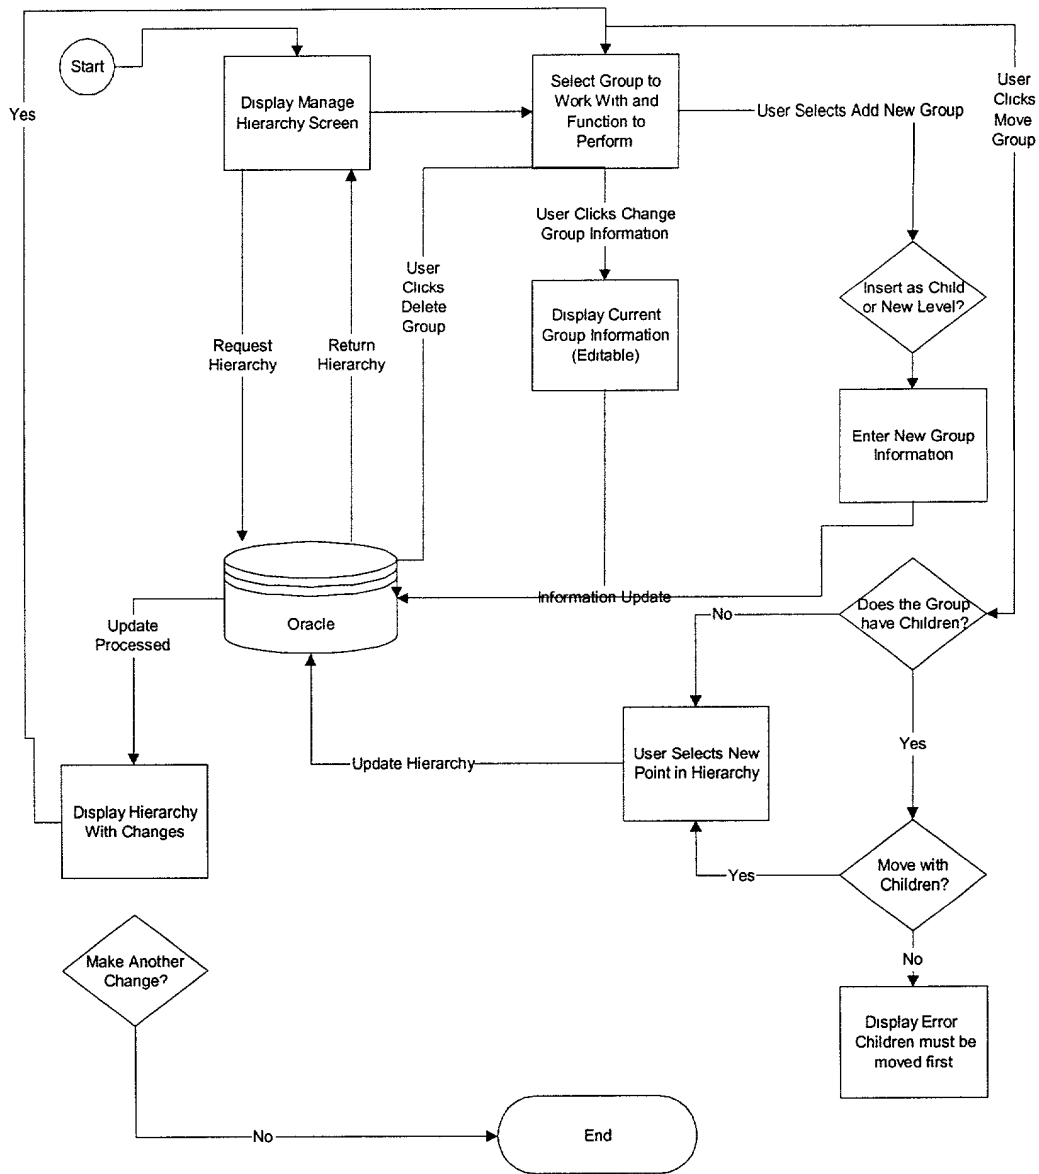 Start
Display Manage
Hierarchy Screen
Select Group to
Work With and
Function to
Perform
User Selects Add New Group
User
Clicks
Move
Group
Yes
User Clicks Change
Group Information
User
Clicks
Delete
Group
Insert as Child
or New Level?
Display Current
Group Information
(Editable)
Request
Hierarchy
Return
Hierarchy
Enter New Group
Information
Information Update
Oracle
Does the Group
have Children?
No
Update
Processed
Yes
User Selects New
Point in Hierarchy
Update Hierarchy
Display Hierarchy
With Changes
Move with
Children?
Yes
No
Make Another
Change?
Display Error
Children must be
moved first
No
End